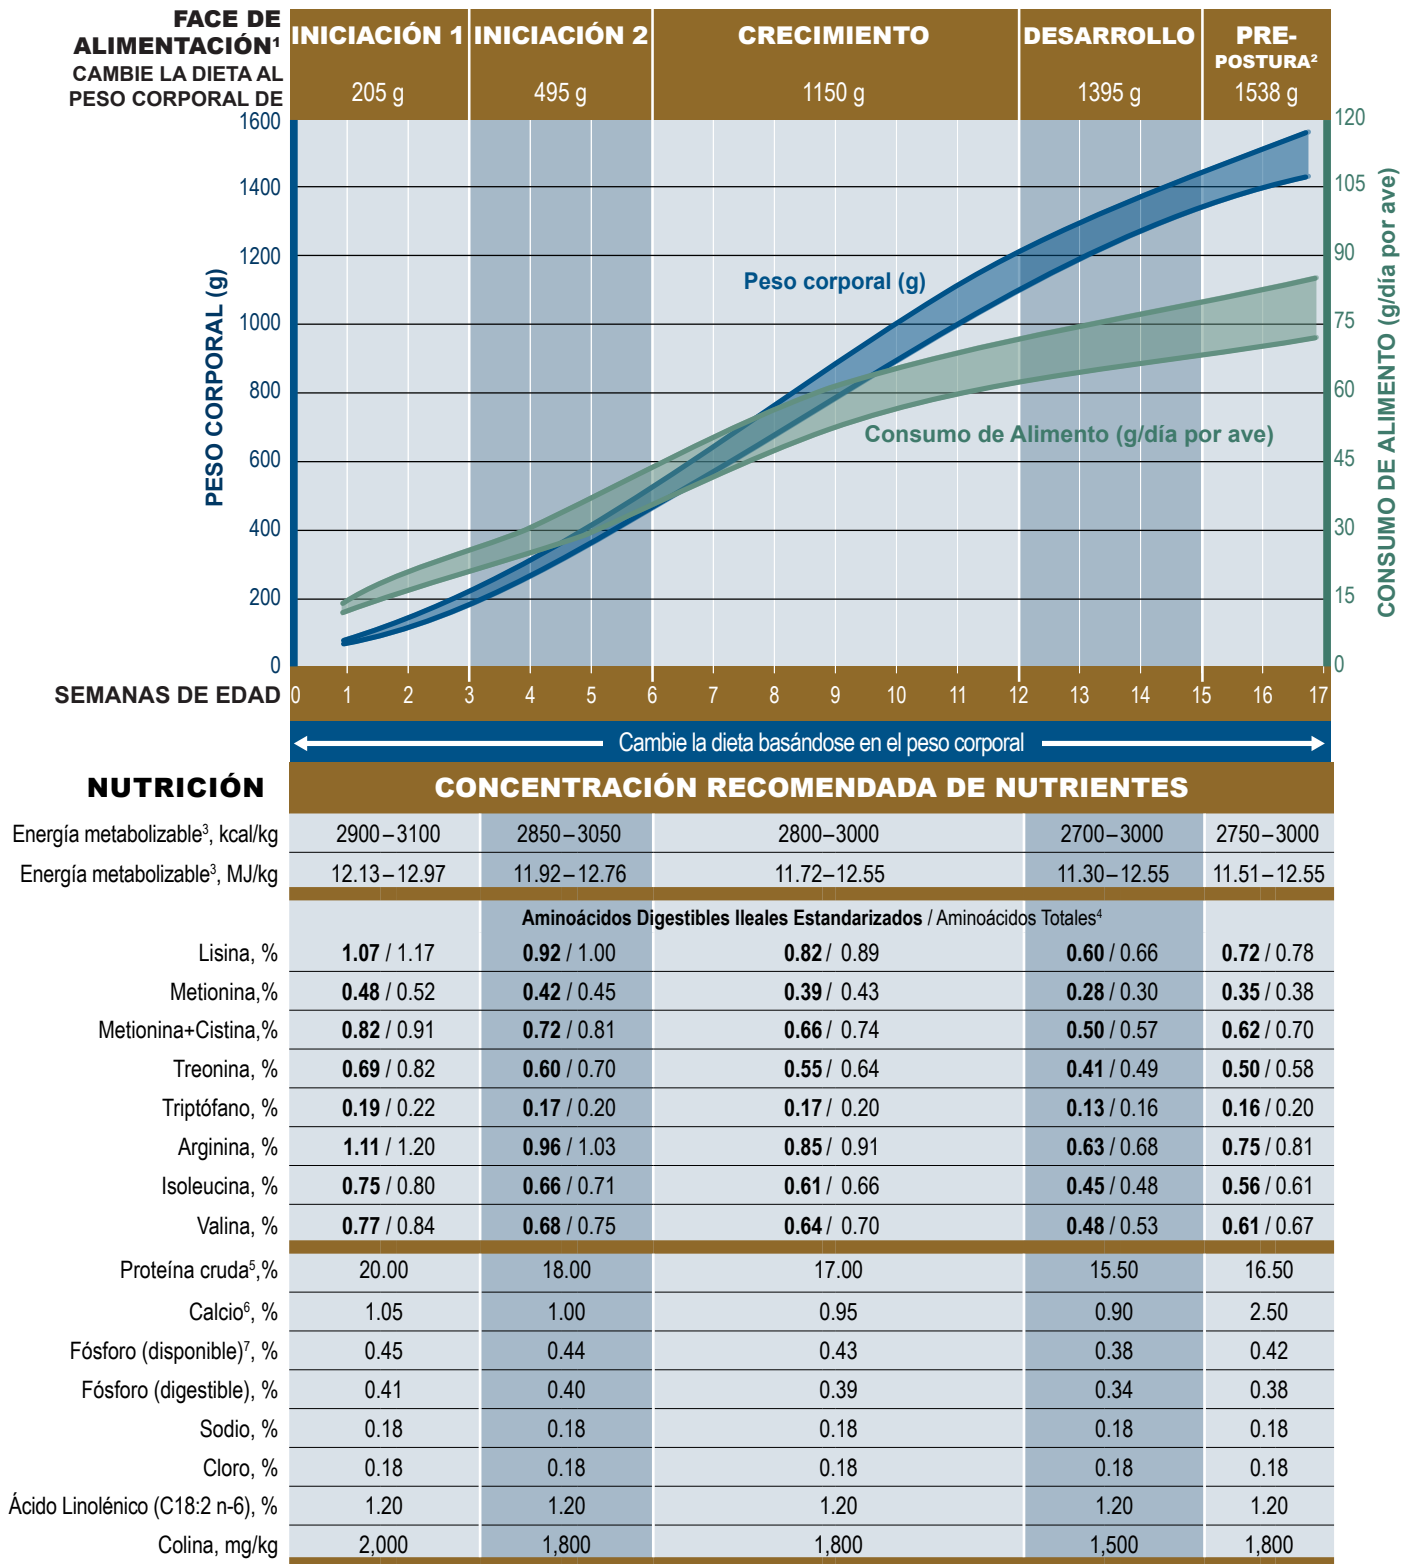 FACE DE ALIMENTACIÓN¹
CAMBIE LA DIETA AL PESO CORPORAL DE
INICIACIÓN 1 INICIACIÓN 2 CRECIMIENTO DESARROLLO PRE-POSTURA²
205 g 495 g 1150 g 1395 g 1538 g
PESO CORPORAL (g)
1600
1400
1200
1000
800
600
400
200
0
Peso corporal (g)
Consumo de Alimento (g/día por ave)
120
105
90
75
60
45
30
15
0
CONSUMO DE ALIMENTO (g/día por ave)
SEMANAS DE EDAD 0 1 2 3 4 5 6 7 8 9 10 11 12 13 14 15 16 17
Cambie la dieta basándose en el peso corporal
NUTRICIÓN CONCENTRACIÓN RECOMENDADA DE NUTRIENTES
Energía metabolizable³, kcal/kg 2900–3100 2850–3050 2800–3000 2700–3000 2750–3000
Energía metabolizable³, MJ/kg 12.13–12.97 11.92–12.76 11.72–12.55 11.30–12.55 11.51–12.55
Aminoácidos Digestibles Ileales Estandarizados / Aminoácidos Totales⁴
Lisina, % 1.07 / 1.17 0.92 / 1.00 0.82 / 0.89 0.60 / 0.66 0.72 / 0.78
Metionina,% 0.48 / 0.52 0.42 / 0.45 0.39 / 0.43 0.28 / 0.30 0.35 / 0.38
Metionina+Cistina,% 0.82 / 0.91 0.72 / 0.81 0.66 / 0.74 0.50 / 0.57 0.62 / 0.70
Treonina, % 0.69 / 0.82 0.60 / 0.70 0.55 / 0.64 0.41 / 0.49 0.50 / 0.58
Triptófano, % 0.19 / 0.22 0.17 / 0.20 0.17 / 0.20 0.13 / 0.16 0.16 / 0.20
Arginina, % 1.11 / 1.20 0.96 / 1.03 0.85 / 0.91 0.63 / 0.68 0.75 / 0.81
Isoleucina, % 0.75 / 0.80 0.66 / 0.71 0.61 / 0.66 0.45 / 0.48 0.56 / 0.61
Valina, % 0.77 / 0.84 0.68 / 0.75 0.64 / 0.70 0.48 / 0.53 0.61 / 0.67
Proteína cruda⁵,% 20.00 18.00 17.00 15.50 16.50
Calcio⁶, % 1.05 1.00 0.95 0.90 2.50
Fósforo (disponible)⁷, % 0.45 0.44 0.43 0.38 0.42
Fósforo (digestible), % 0.41 0.40 0.39 0.34 0.38
Sodio, % 0.18 0.18 0.18 0.18 0.18
Cloro, % 0.18 0.18 0.18 0.18 0.18
Ácido Linolénico (C18:2 n-6), % 1.20 1.20 1.20 1.20 1.20
Colina, mg/kg 2,000 1,800 1,800 1,500 1,800